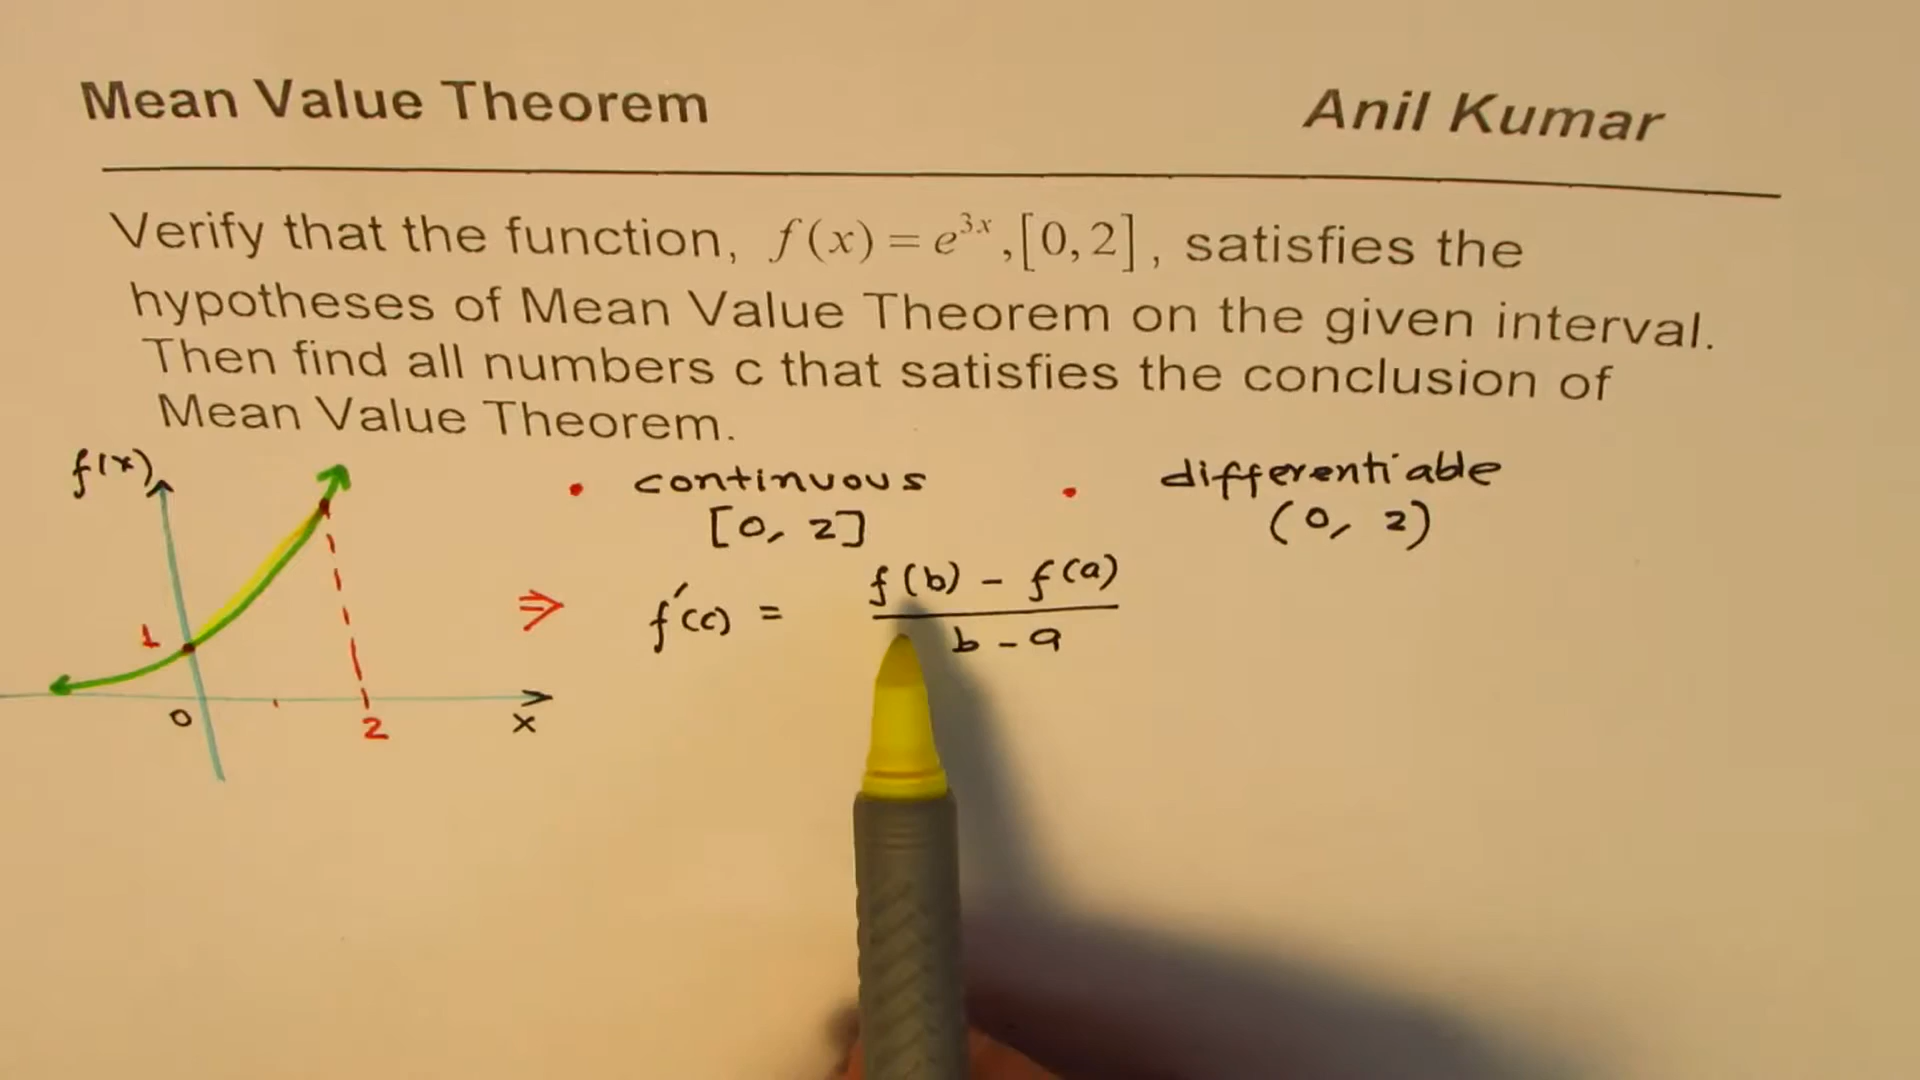 Mean Value Theorem Anil Kumar
Verify that the function, f(x) = e^{3x}, [0,2], satisfies the
hypotheses of Mean Value Theorem on the given interval.
Then find all numbers c that satisfies the conclusion of
Mean Value Theorem.
f(x)
• continuous • differentiable
[0, 2] (0, 2)
⇒ f'(c) = f(b) - f(a)
b - a
1
0 2 x